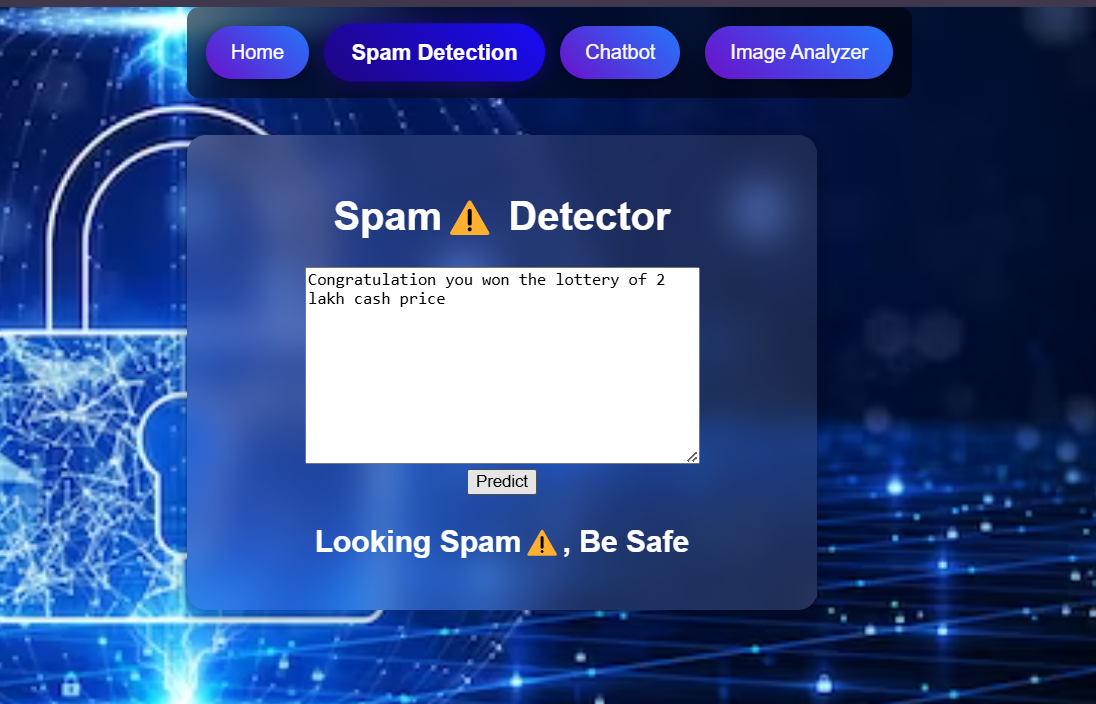 Home Spam Detection Chatbot Image Analyzer
Spam⚠️ Detector
Congratulation you won the lottery of 2
lakh cash price
Predict
Looking Spam⚠️, Be Safe